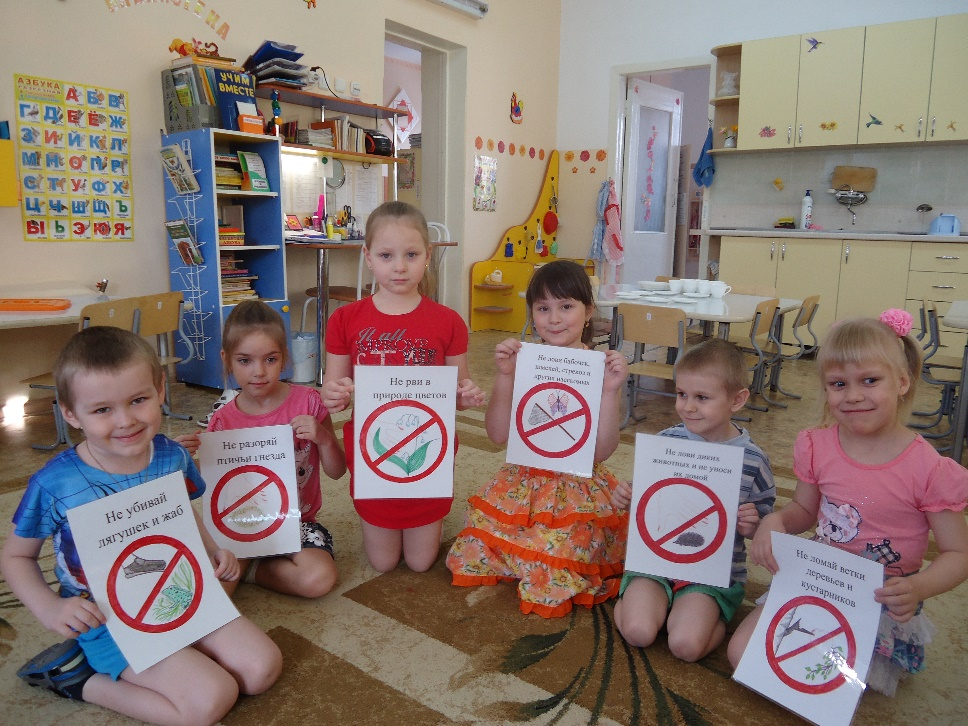 АЗБУКА
А Б В
Г Д Е Ё Ж
З И Й К Л
М Н О П Р
С Т У Ф Х
Ц Ч Ш Щ Ъ
Ы Ь Э Ю Я
УЧИМ
ВМЕСТЕ
Не убивай
лягушек и жаб
Не разоряй
птичьи гнезда
Не рви в
природе цветов
Не лови бабочек,
шмелей, стрекоз и
других насекомых
Не лови диких
животных и не уноси
их домой
Не ломай ветки
деревьев и
кустарников